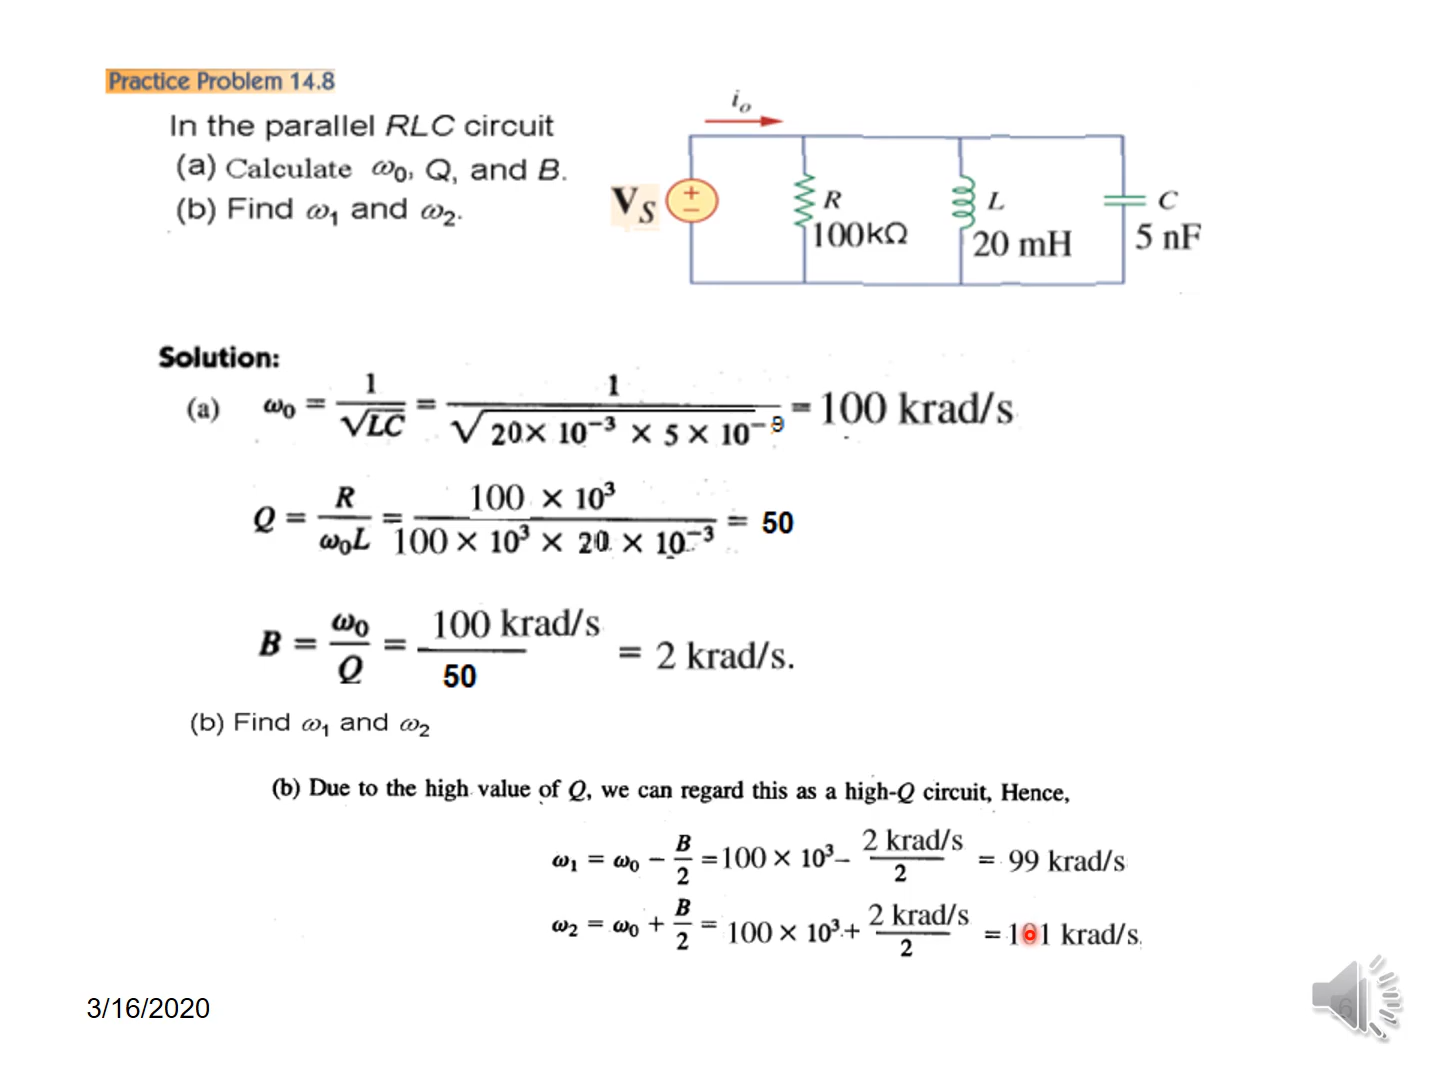 Practice Problem 14.8
In the parallel RLC circuit
(a) Calculate ω₀, Q, and B.
(b) Find ω₁ and ω₂.
iₒ
V_S
+
−
R
100kΩ
L
20 mH
C
5 nF
Solution:
(a) ω₀ = 1/√LC = 1/√(20× 10⁻³ × 5 × 10⁻⁹) = 100 krad/s
Q = R/ω₀L = 100 × 10³/100 × 10³ × 20 × 10⁻³ = 50
B = ω₀/Q = 100 krad/s/50 = 2 krad/s.
(b) Find ω₁ and ω₂
(b) Due to the high value of Q, we can regard this as a high-Q circuit, Hence,
ω₁ = ω₀ − B/2 = 100 × 10³ − 2 krad/s/2 = 99 krad/s
ω₂ = ω₀ + B/2 = 100 × 10³ + 2 krad/s/2 = 101 krad/s
3/16/2020
6